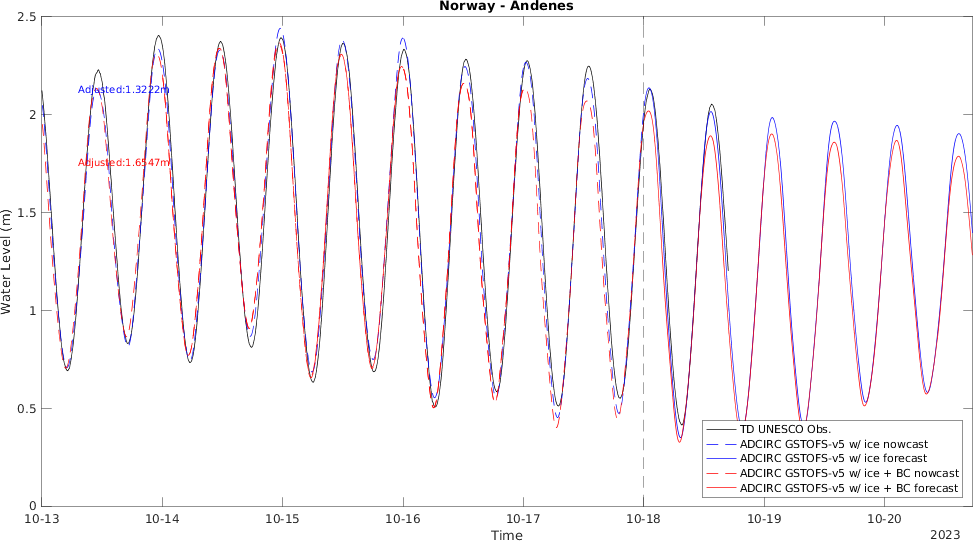 Norway - Andenes
2.5
2
1.5
1
0.5
0
Water Level (m)
Adjusted:1.3222m
Adjusted:1.6547m
TD UNESCO Obs.
ADCIRC GSTOFS-v5 w/ ice nowcast
ADCIRC GSTOFS-v5 w/ ice forecast
ADCIRC GSTOFS-v5 w/ ice + BC nowcast
ADCIRC GSTOFS-v5 w/ ice + BC forecast
10-13 10-14 10-15 10-16 10-17 10-18 10-19 10-20
Time
2023